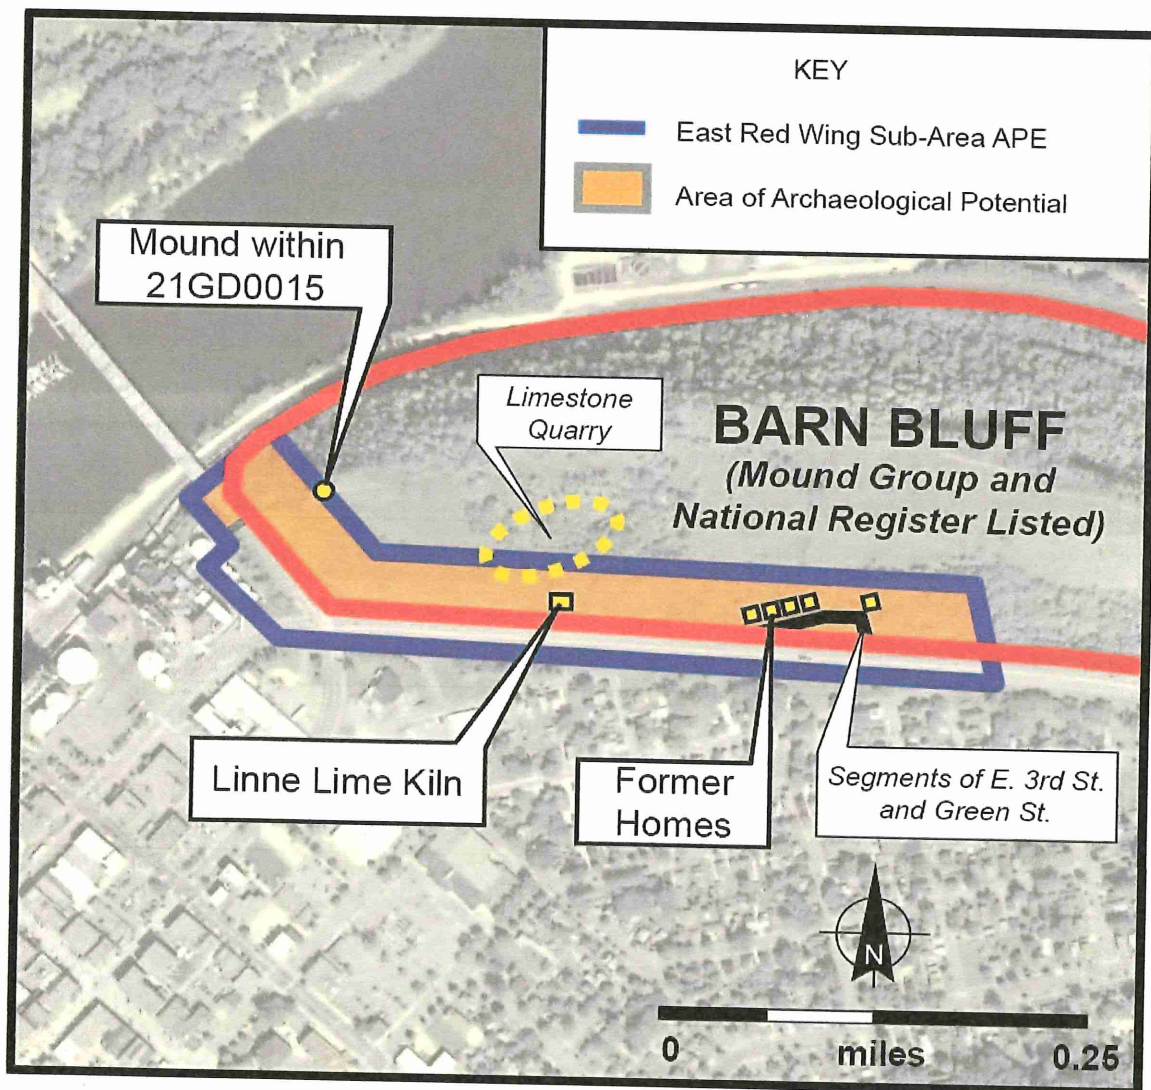 KEY
East Red Wing Sub-Area APE
Area of Archaeological Potential
Mound within
21GD0015
Limestone
Quarry
BARN BLUFF
(Mound Group and
National Register Listed)
Linne Lime Kiln
Former
Homes
Segments of E. 3rd St.
and Green St.
N
0 miles 0.25